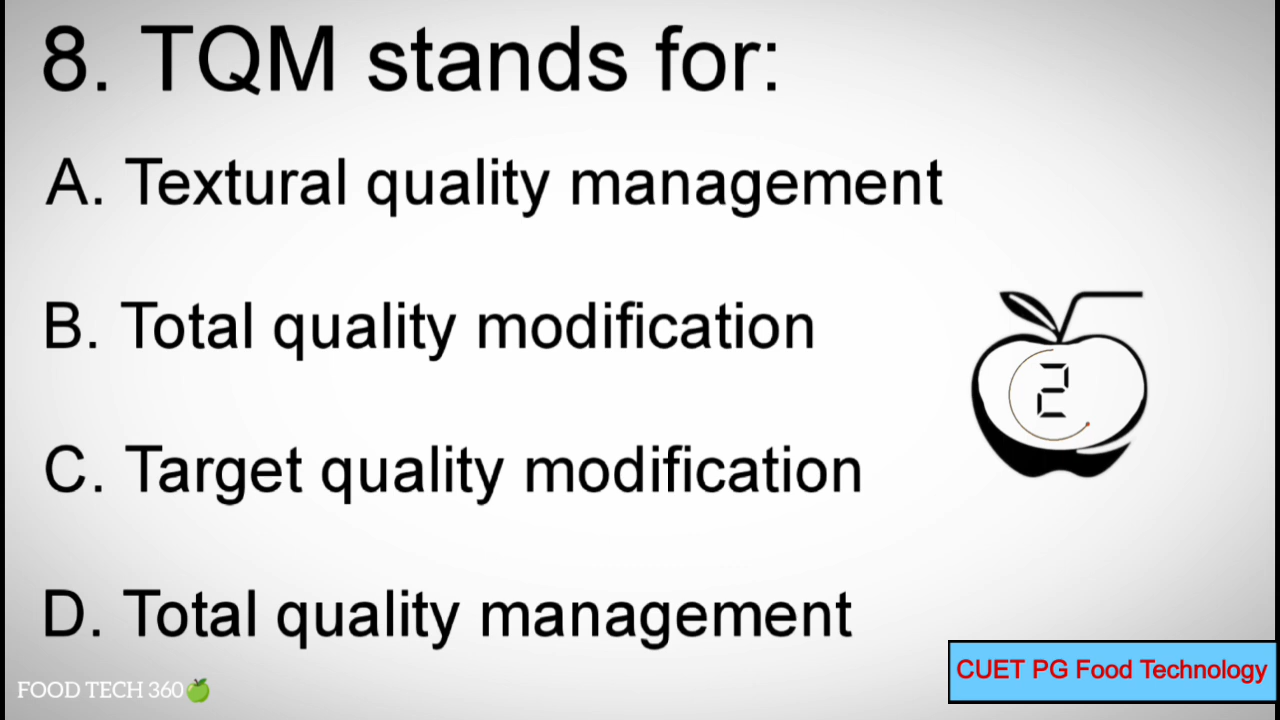 8. TQM stands for:
A. Textural quality management
B. Total quality modification
2
C. Target quality modification
D. Total quality management
CUET PG Food Technology
FOOD TECH 360